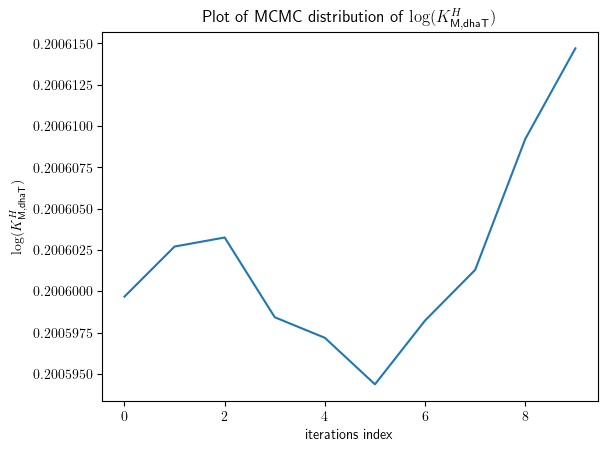 Plot of MCMC distribution of log(K^H_M,dhaT)
log(K^H_M,dhaT)
0.2006150
0.2006125
0.2006100
0.2006075
0.2006050
0.2006025
0.2006000
0.2005975
0.2005950
0 2 4 6 8
iterations index